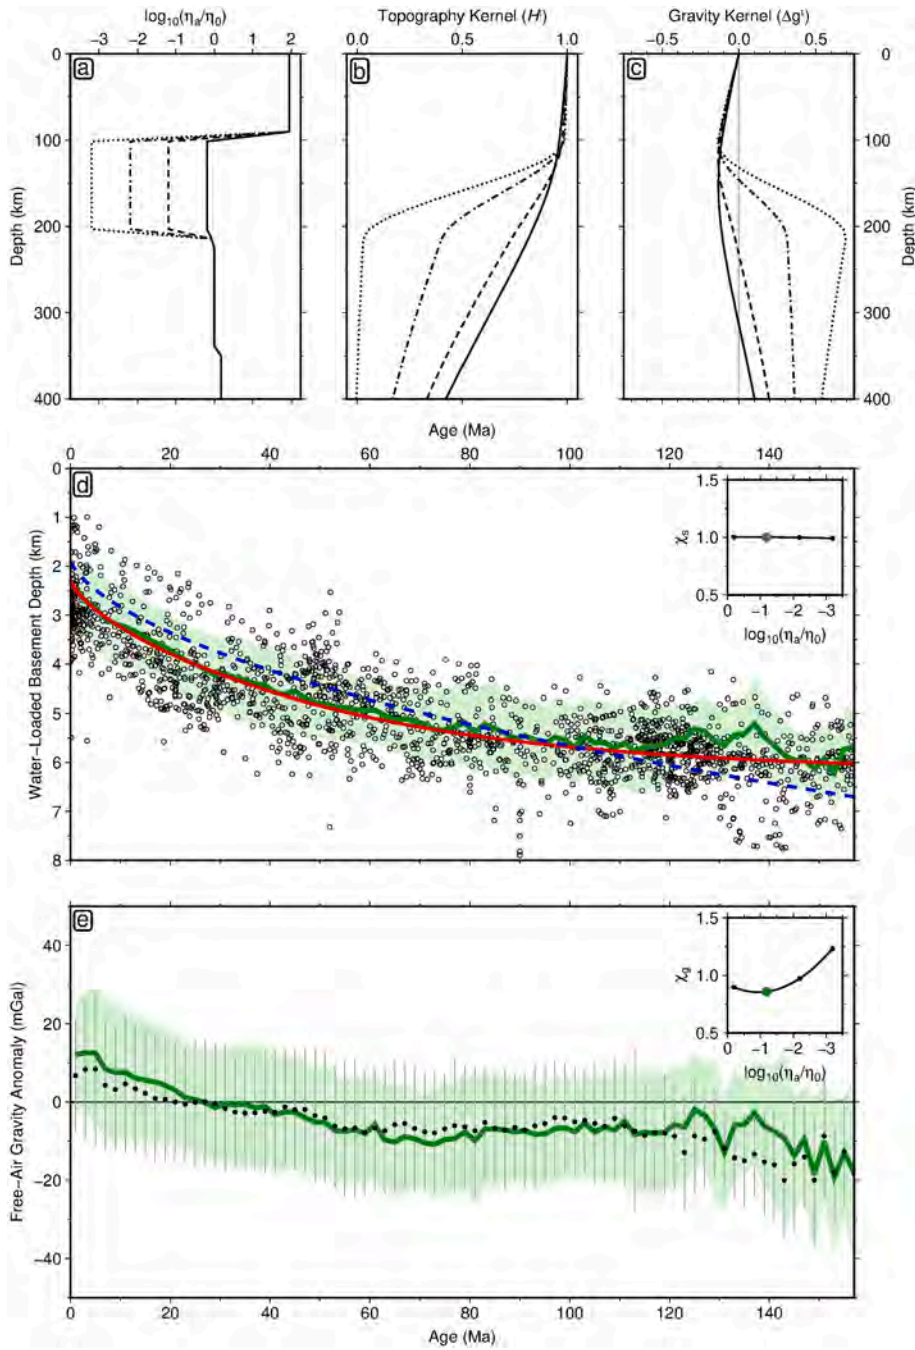 log10(ηa/η0)
Topography Kernel (Hˡ)
Gravity Kernel (Δgˡ)
−3 −2 −1 0 1 2
0.0 0.5 1.0
−0.5 0.0 0.5
a
b
c
0
100
200
300
400
Depth (km)
0
100
200
300
400
Depth (km)
Age (Ma)
0 20 40 60 80 100 120 140
d
0
1
2
3
4
5
6
7
8
Water−Loaded Basement Depth (km)
1.5
1.0
0.5
χs
0 −1 −2 −3
log10(ηa/η0)
e
40
20
0
−20
−40
Free−Air Gravity Anomaly (mGal)
1.5
1.0
0.5
χg
0 −1 −2 −3
log10(ηa/η0)
0 20 40 60 80 100 120 140
Age (Ma)